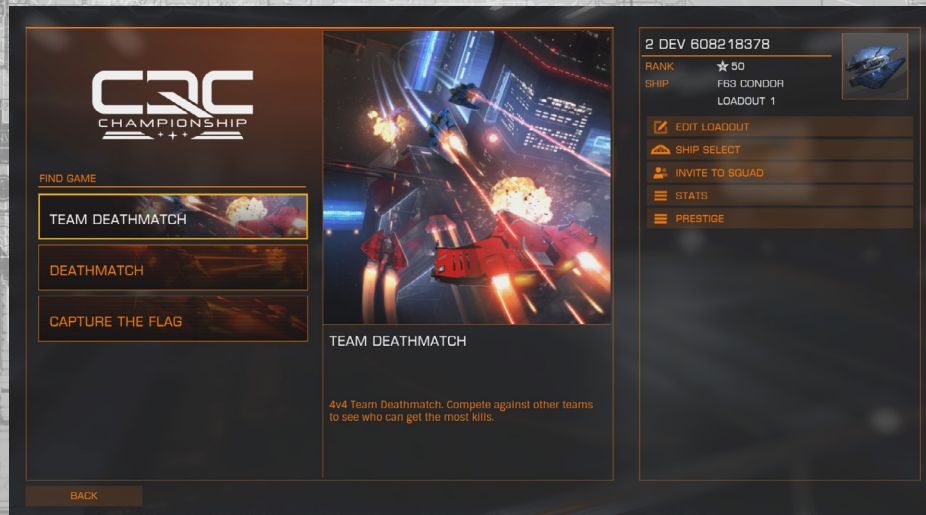 CQC
CHAMPIONSHIP
FIND GAME
TEAM DEATHMATCH
DEATHMATCH
CAPTURE THE FLAG
TEAM DEATHMATCH
4v4 Team Deathmatch. Compete against other teams
to see who can get the most kills.
BACK
2 DEV 608218378
RANK 50
SHIP F63 CONDOR
LOADOUT 1
EDIT LOADOUT
SHIP SELECT
INVITE TO SQUAD
STATS
PRESTIGE